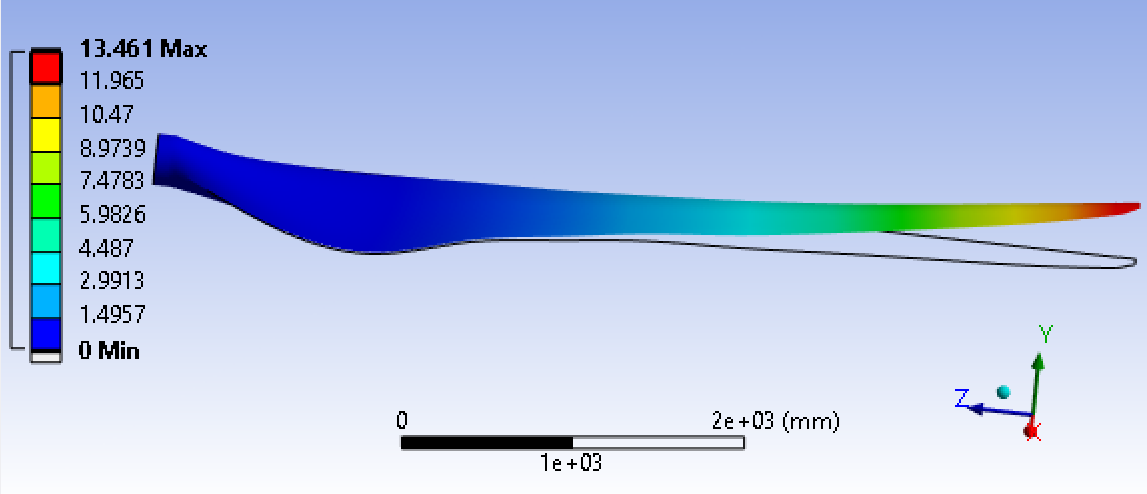 13.461 Max
11.965
10.47
8.9739
7.4783
5.9826
4.487
2.9913
1.4957
0 Min
0
2e+03 (mm)
1e+03
Y
Z
X